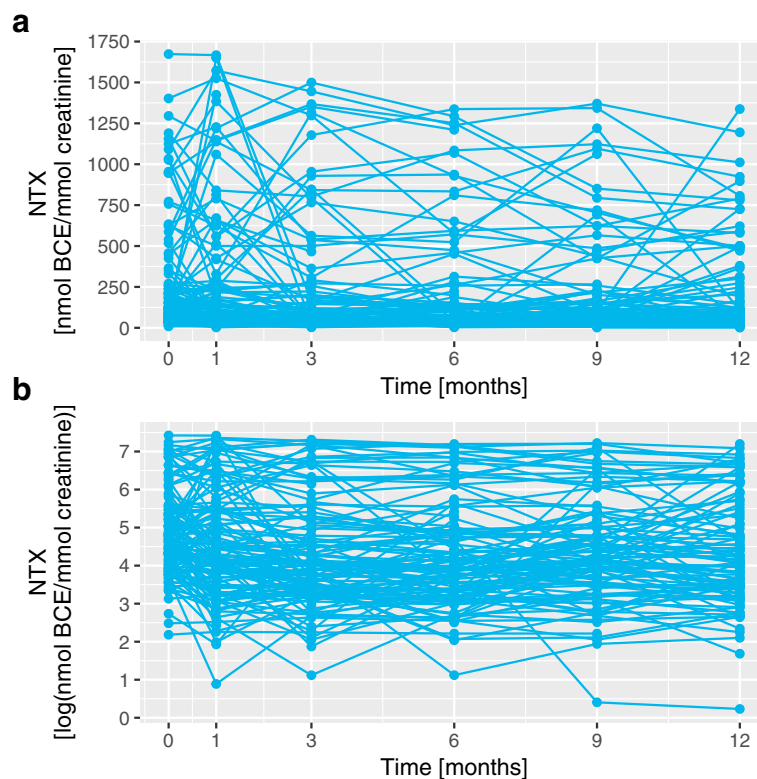 a
NTX
[nmol BCE/mmol creatinine]
1750
1500
1250
1000
750
500
250
0
0 1 3 6 9 12
Time [months]
b
NTX
[log(nmol BCE/mmol creatinine)]
7
6
5
4
3
2
1
0
0 1 3 6 9 12
Time [months]